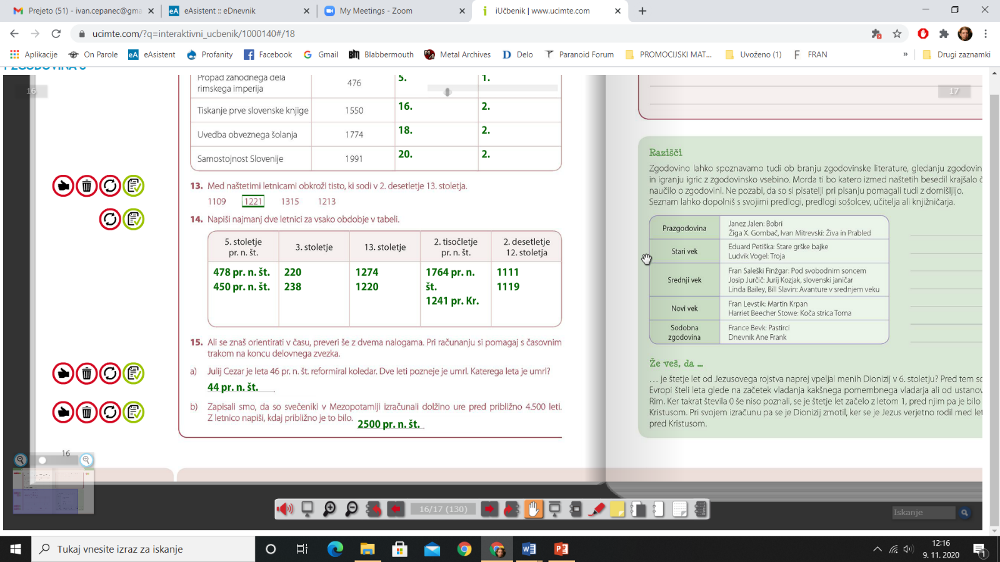 Prejeto (51) - ivan.cepanec@gma
eAsistent :: eDnevnik
My Meetings - Zoom
iUčbenik | www.ucimte.com
ucimte.com/?q=interaktivni_ucbenik/1000140#/18
Aplikacije
On Parole
eAsistent
Profanity
Facebook
Gmail
Blabbermouth
Metal Archives
Delo
Paranoid Forum
PROMOCIJSKI MAT...
Uvoženo (1)
FRAN
»
Drugi zaznamki
16
Propad zahodnega dela
rimskega imperija
476
5.
1.
Tiskanje prve slovenske knjige
1550
16.
2.
Uvedba obveznega šolanja
1774
18.
2.
Samostojnost Slovenije
1991
20.
2.
13. Med naštetimi letnicami obkroži tisto, ki sodi v 2. desetletje 13. stoletja.
1109 1221 1315 1213
14. Napiši najmanj dve letnici za vsako obdobje v tabeli.
5. stoletje
pr. n. št.
3. stoletje
13. stoletje
2. tisočletje
pr. n. št.
2. desetletje
12. stoletja
478 pr. n. št.
450 pr. n. št.
220
238
1274
1220
1764 pr. n.
št.
1241 pr. Kr.
1111
1119
15. Ali se znaš orientirati v času, preveri še z dvema nalogama. Pri računanju si pomagaj s časovnim
trakom na koncu delovnega zvezka.
a) Julij Cezar je leta 46 pr. n. št. reformiral koledar. Dve leti pozneje je umrl. Katerega leta je umrl?
44 pr. n. št.
b) Zapisali smo, da so svečeniki v Mezopotamiji izračunali dolžino ure pred približno 4.500 leti.
Z letnico napiši, kdaj približno je to bilo. 2500 pr. n. št.
16
17
Razišči
Zgodovino lahko spoznavamo tudi ob branju zgodovinske literature, gledanju zgodovin
in igranju igric z zgodovinsko vsebino. Morda ti bo katero izmed naštetih besedil krajšalo č
naučilo o zgodovini. Ne pozabi, da so si pisatelji pri pisanju pomagali tudi z domišljijo.
Seznam lahko dopolniš s svojimi predlogi, predlogi sošolcev, učitelja ali knjižničarja.
Prazgodovina
Janez Jalen: Bobri
Žiga X. Gombač, Ivan Mitrevski: Živa in Prabled
Stari vek
Eduard Petiška: Stare grške bajke
Ludvik Vogel: Troja
Srednji vek
Fran Saleški Finžgar: Pod svobodnim soncem
Josip Jurčič: Jurij Kozjak, slovenski janičar
Linda Bailey, Bill Slavin: Avanture v srednjem veku
Novi vek
Fran Levstik: Martin Krpan
Harriet Beecher Stowe: Koča strica Toma
Sodobna
zgodovina
France Bevk: Pastirci
Dnevnik Ane Frank
Že veš, da ...
... je štetje let od Jezusovega rojstva naprej vpeljal menih Dionizij v 6. stoletju? Pred tem so
Evropi šteli leta glede na začetek vladanja kakšnega pomembnega vladarja ali od ustanov
Rim. Ker takrat števila 0 še niso poznali, se je štetje let začelo z letom 1, pred njim pa je bilo
Kristusom. Pri svojem izračunu pa se je Dionizij zmotil, ker se je Jezus verjetno rodil med let
pred Kristusom.
16/17 (130)
Iskanje
Tukaj vnesite izraz za iskanje
12:16
9. 11. 2020
1